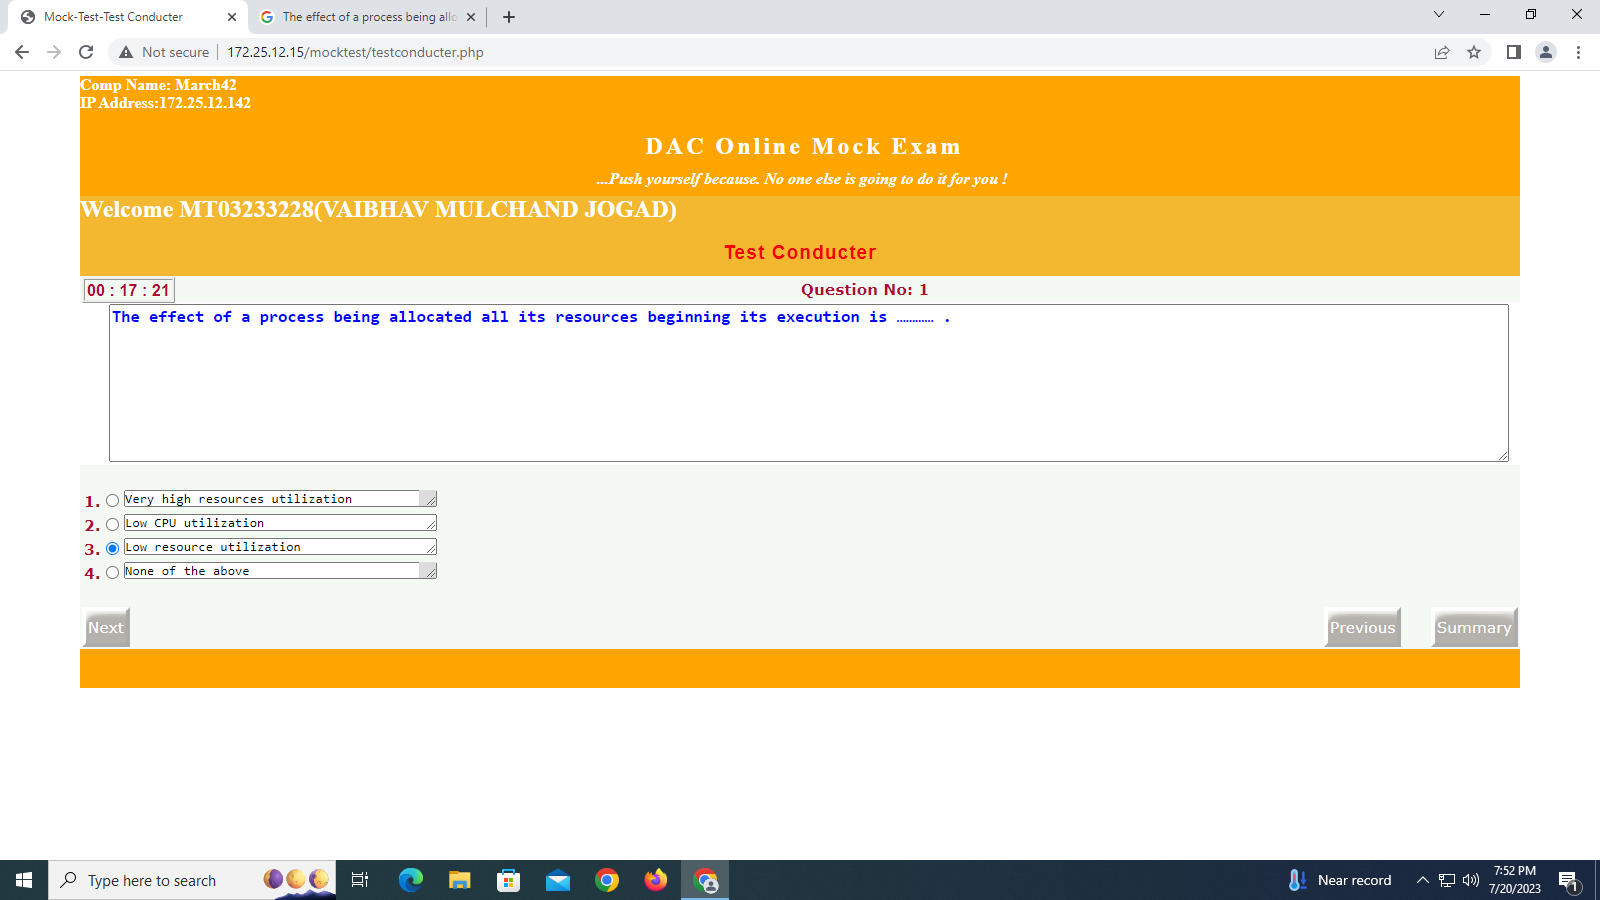 Mock-Test-Test Conducter
The effect of a process being allo
Not secure
172.25.12.15/mocktest/testconducter.php
Comp Name: March42
IP Address:172.25.12.142
DAC Online Mock Exam
...Push yourself because. No one else is going to do it for you !
Welcome MT03233228(VAIBHAV MULCHAND JOGAD)
Test Conducter
00 : 17 : 21
Question No: 1
The effect of a process being allocated all its resources beginning its execution is ………… .
1. Very high resources utilization
2. Low CPU utilization
3. Low resource utilization
4. None of the above
Next
Previous
Summary
Type here to search
Near record
7:52 PM
7/20/2023
1